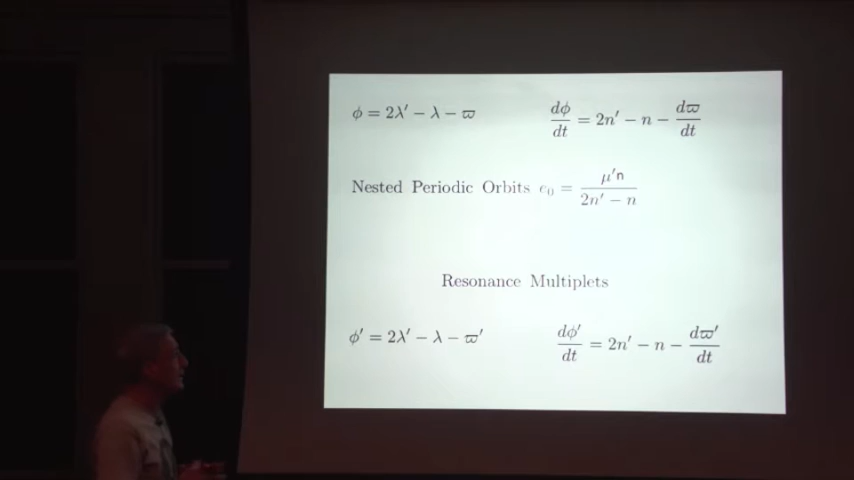 ϕ = 2λ′ − λ − ϖ    dϕ/dt = 2n′ − n − dϖ/dt
Nested Periodic Orbits e₀ = μ′n/(2n′ − n)
Resonance Multiplets
ϕ′ = 2λ′ − λ − ϖ′    dϕ′/dt = 2n′ − n − dϖ′/dt